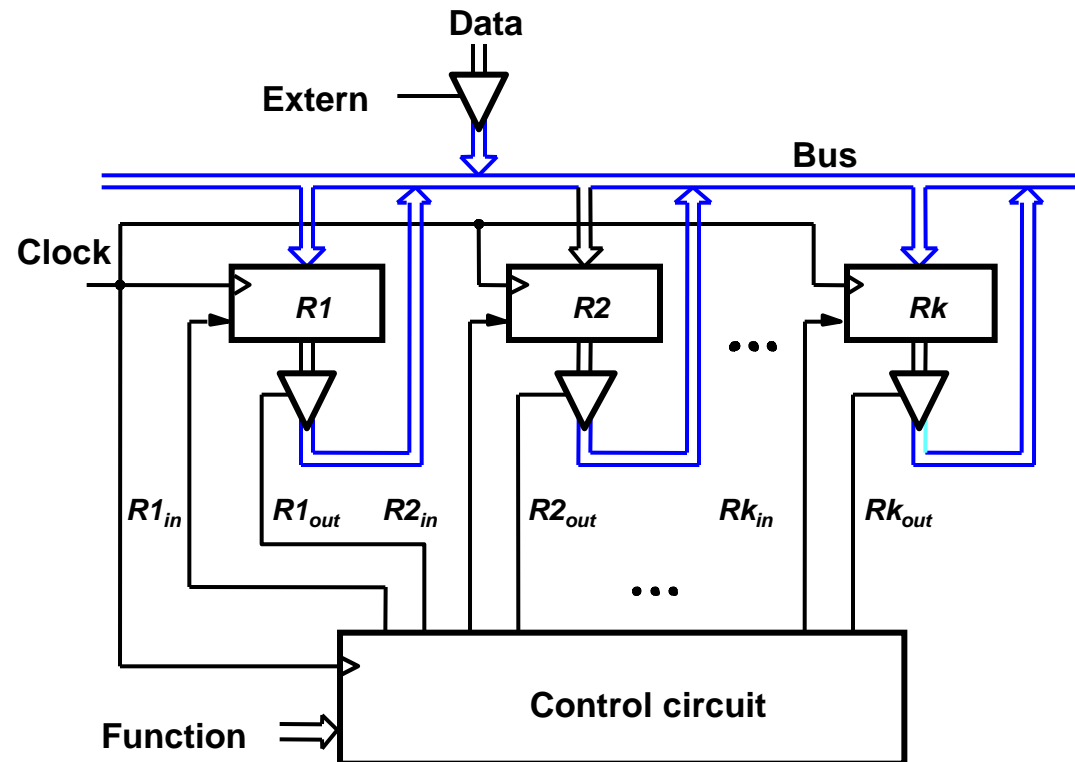 Data
Extern
Bus
Clock
R1
R2
Rk
R1in
R1out
R2in
R2out
Rkin
Rkout
Control circuit
Function